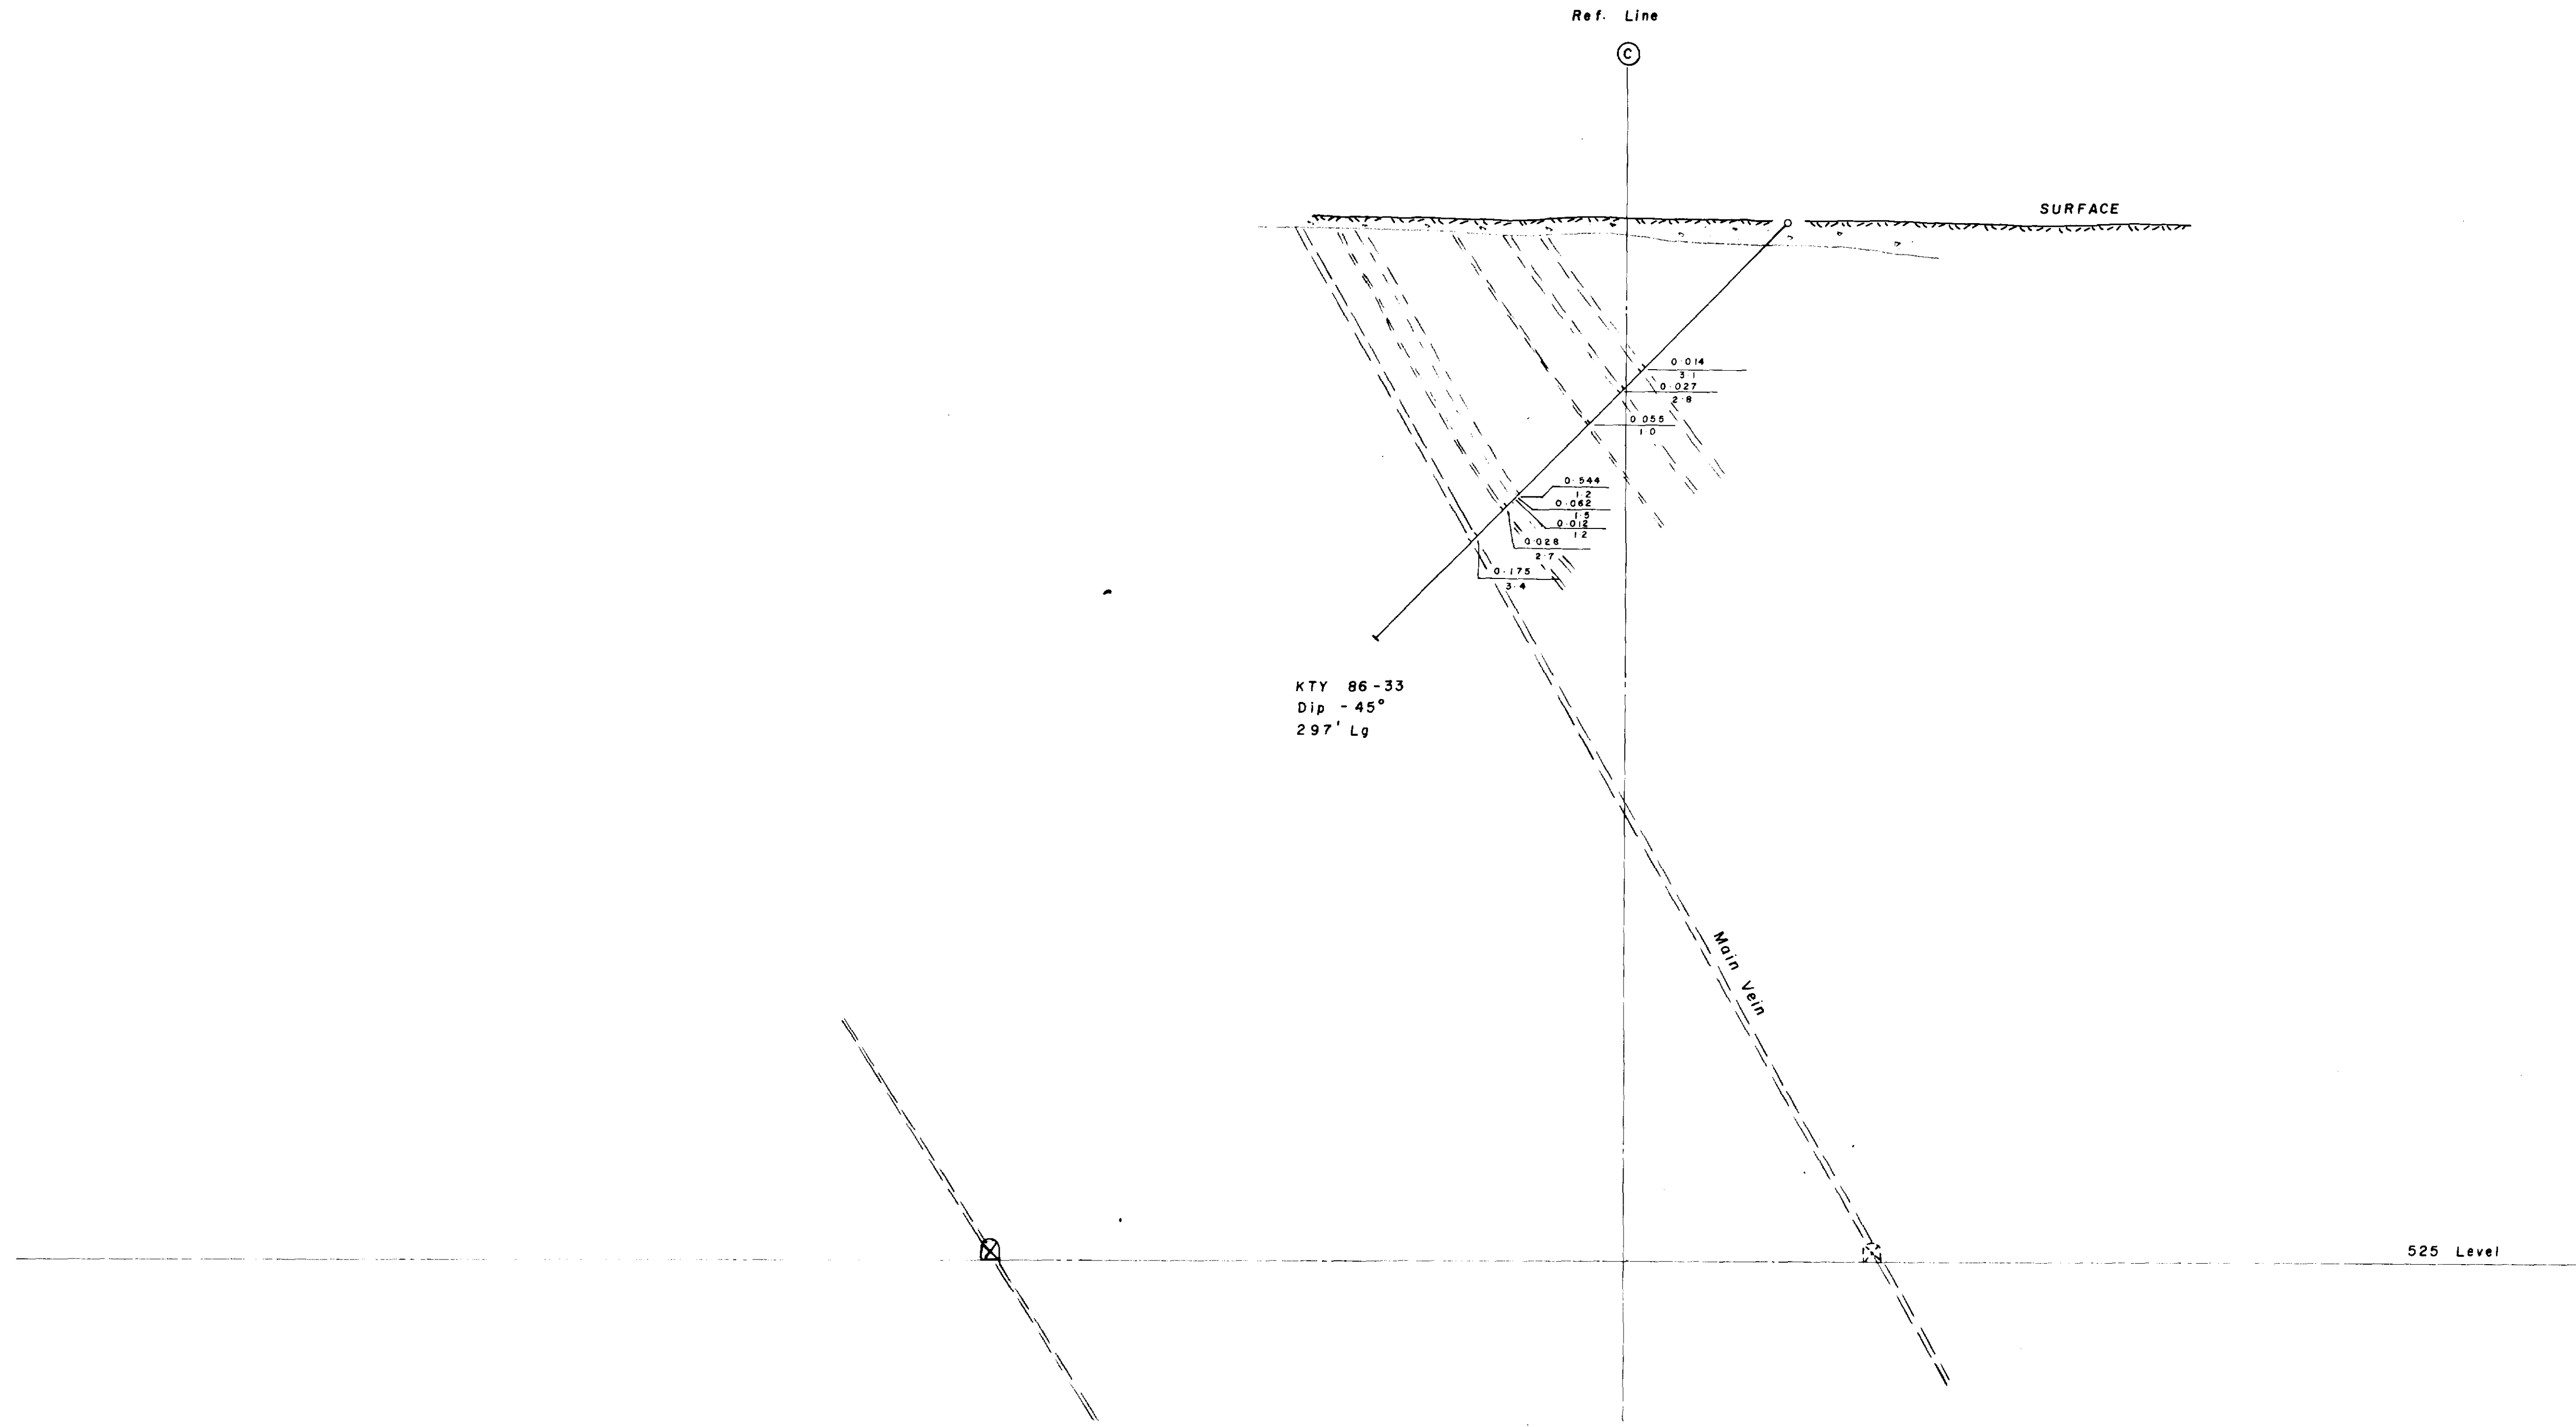 Ref. Line
C
SURFACE
0.014
3.1
0.027
2.8
0.055
1.0
0.544
1.2
0.062
1.5
0.012
1.2
0.028
2.7
0.175
3.4
KTY 86-33
Dip - 45°
297' Lg
Main Vein
525 Level